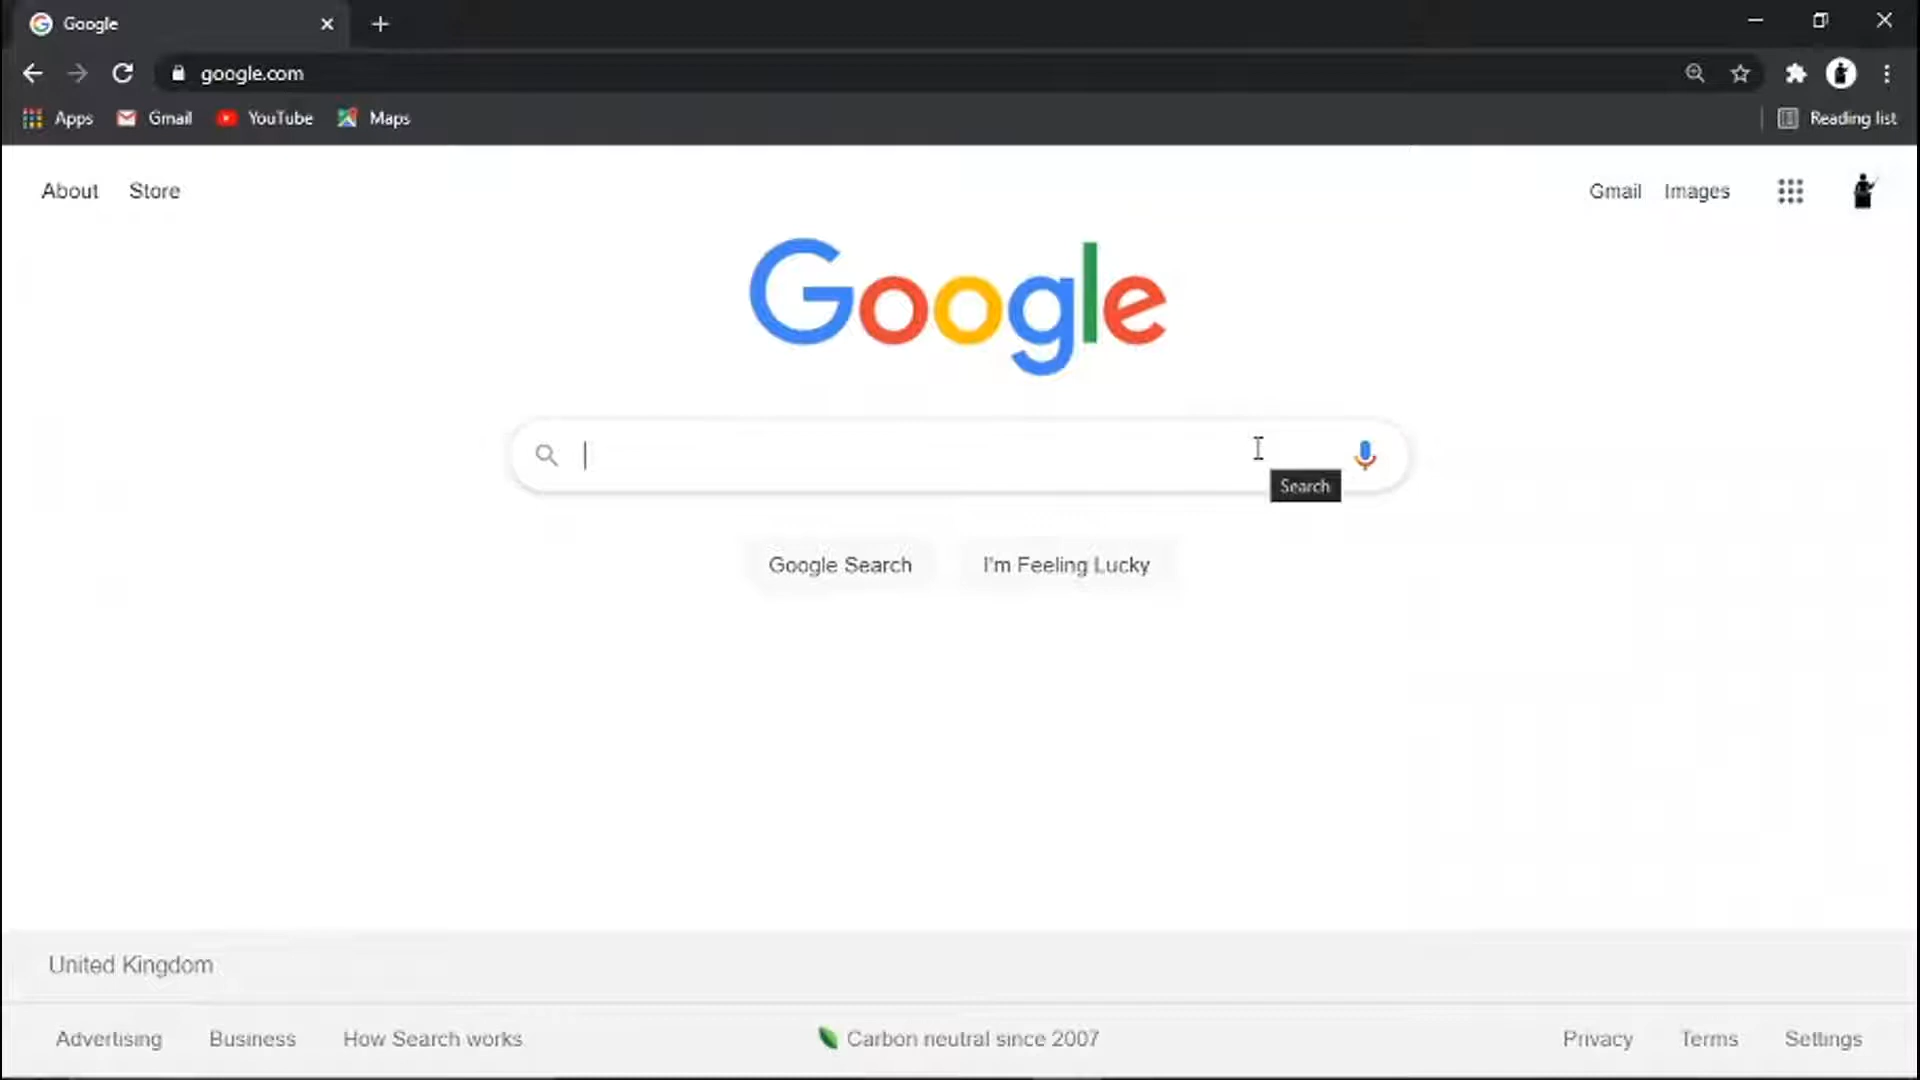 Google
google.com
Apps Gmail YouTube Maps Reading list
About Store Gmail Images
Google
Search
Google Search I'm Feeling Lucky
United Kingdom
Advertising Business How Search works Carbon neutral since 2007 Privacy Terms Settings